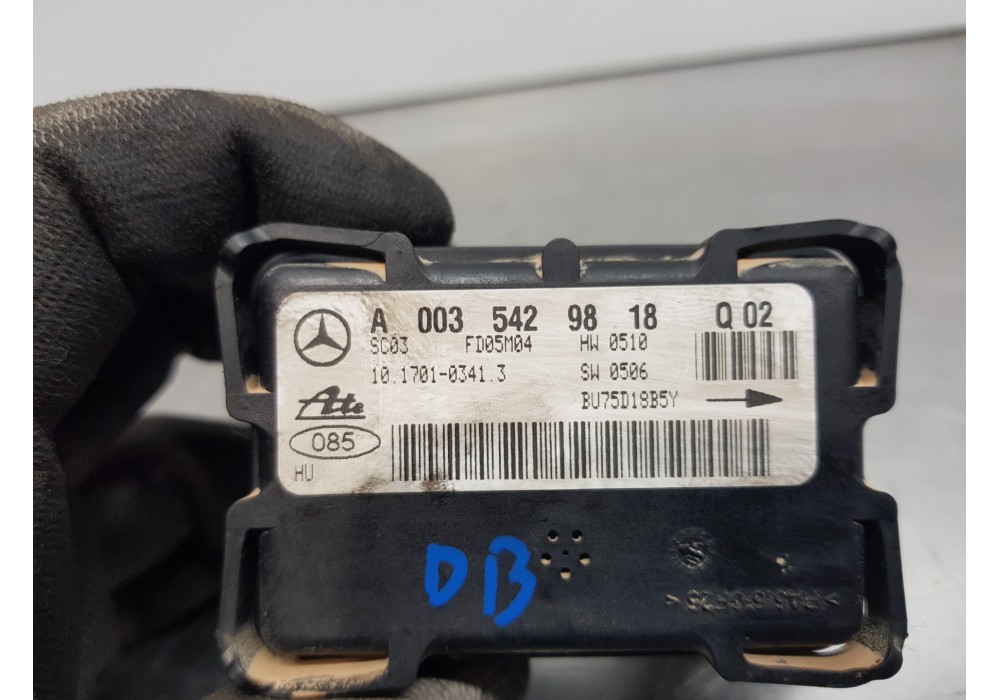 A 003 542 98 18 Q 02
SC03 FD05M04 HW 0510
10.1701-0341.3 SW 0506
BU75D18B5Y
Ate
085
HU
DB